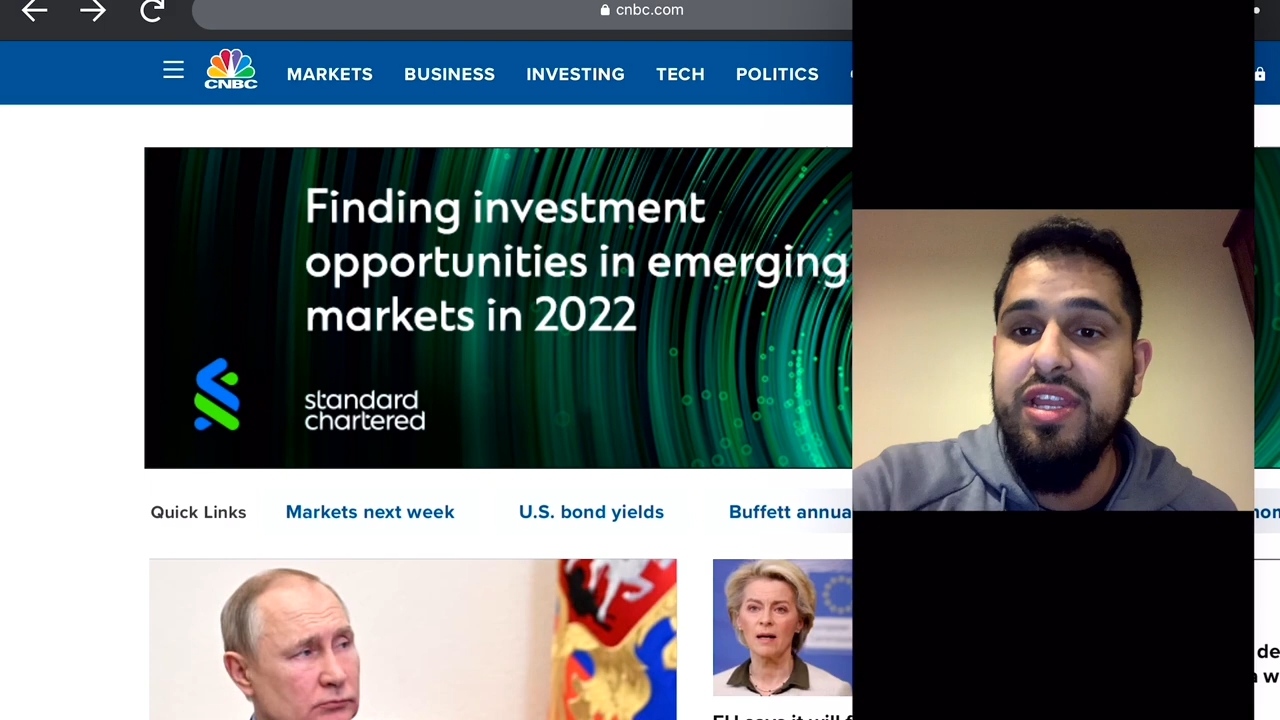 cnbc.com
CNBC
MARKETS BUSINESS INVESTING TECH POLITICS
Finding investment
opportunities in emerging
markets in 2022
standard
chartered
Quick Links Markets next week U.S. bond yields Buffett annua